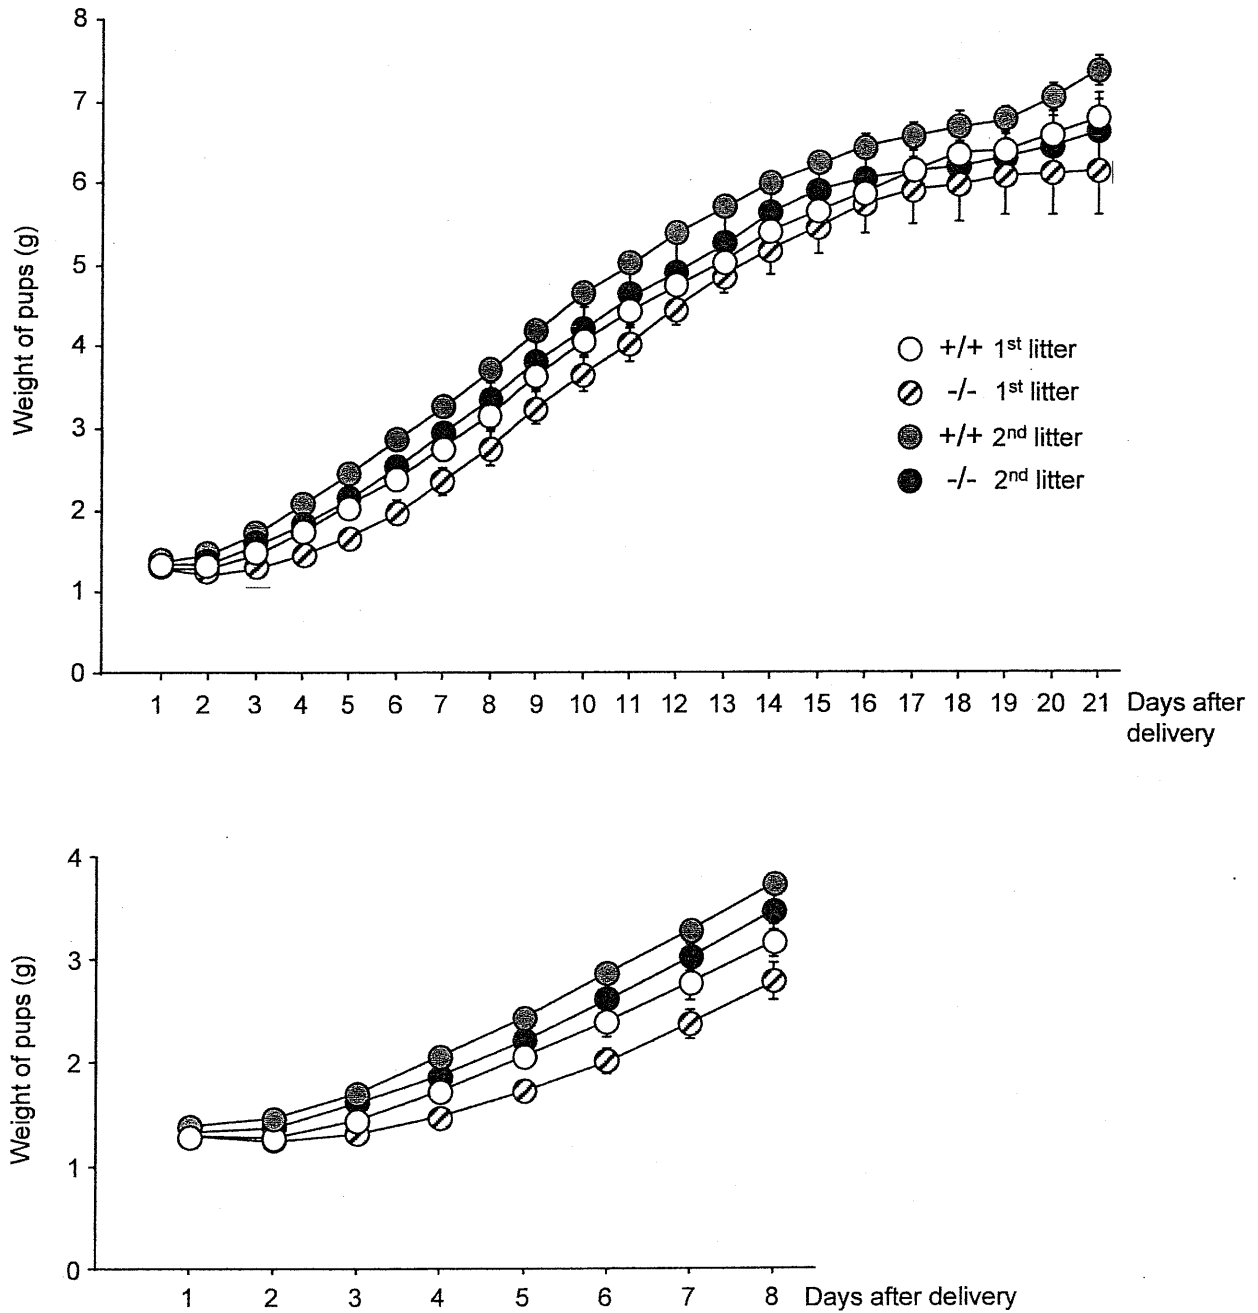 8
7
6
5
4
3
2
1
0
Weight of pups (g)
+/+ 1st litter
-/- 1st litter
+/+ 2nd litter
-/- 2nd litter
1 2 3 4 5 6 7 8 9 10 11 12 13 14 15 16 17 18 19 20 21 Days after
delivery
4
3
2
1
0
Weight of pups (g)
1 2 3 4 5 6 7 8 Days after delivery